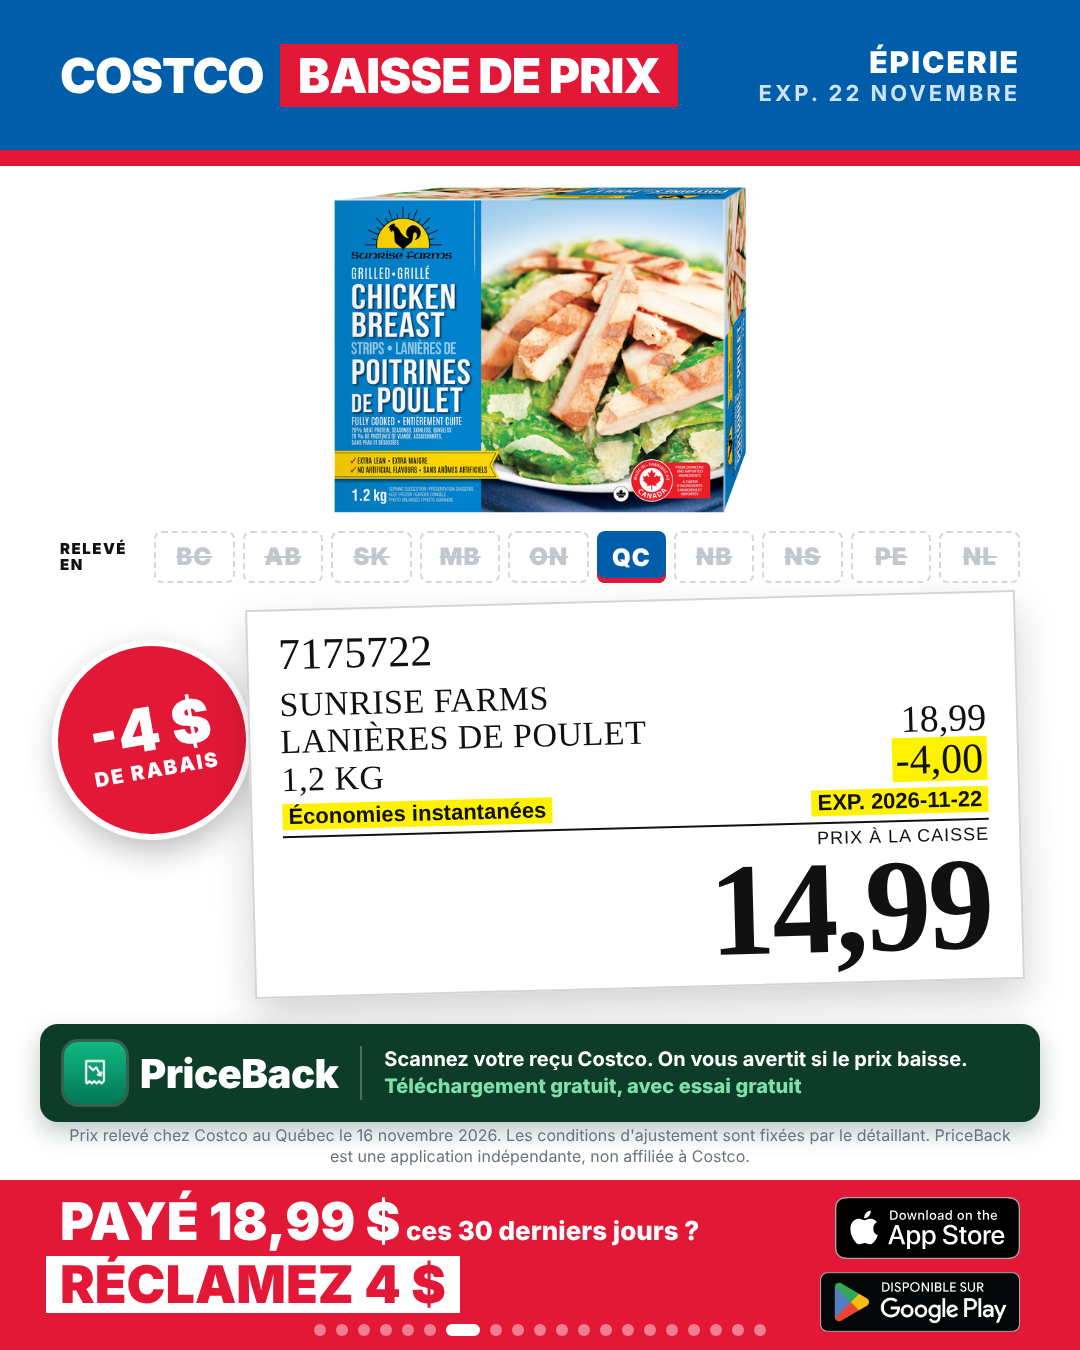 COSTCO BAISSE DE PRIX
ÉPICERIE
EXP. 22 NOVEMBRE
Sunrise Farms
GRILLED • GRILLÉ
CHICKEN
BREAST
STRIPS • LANIÈRES DE
POITRINES
DE POULET
FULLY COOKED • ENTIÈREMENT CUITE
✓ EXTRA LEAN • EXTRA MAIGRE
✓ NO ARTIFICIAL FLAVOURS • SANS ARÔMES ARTIFICIELS
1.2 kg
CANADA
RELEVÉ
EN
BC AB SK MB ON QC NB NS PE NL
-4 $
DE RABAIS
7175722
SUNRISE FARMS
LANIÈRES DE POULET
1,2 KG
Économies instantanées
18,99
-4,00
EXP. 2026-11-22
PRIX À LA CAISSE
14,99
PriceBack
Scannez votre reçu Costco. On vous avertit si le prix baisse.
Téléchargement gratuit, avec essai gratuit
Prix relevé chez Costco au Québec le 16 novembre 2026. Les conditions d'ajustement sont fixées par le détaillant. PriceBack
est une application indépendante, non affiliée à Costco.
PAYÉ 18,99 $ ces 30 derniers jours ?
RÉCLAMEZ 4 $
Download on the
App Store
DISPONIBLE SUR
Google Play